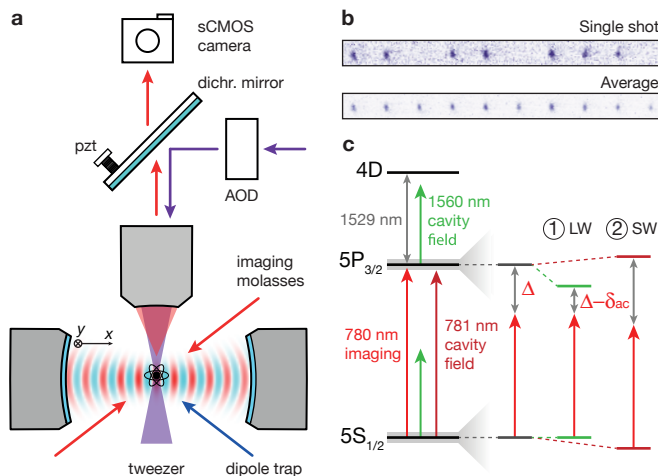 a
sCMOS
camera
dichr. mirror
pzt
AOD
imaging
molasses
y
x
tweezer
dipole trap
b
Single shot
Average
c
4D
1529 nm
1560 nm
cavity
field
1 LW
2 SW
5P3/2
Δ
Δ−δac
780 nm
imaging
781 nm
cavity
field
5S1/2